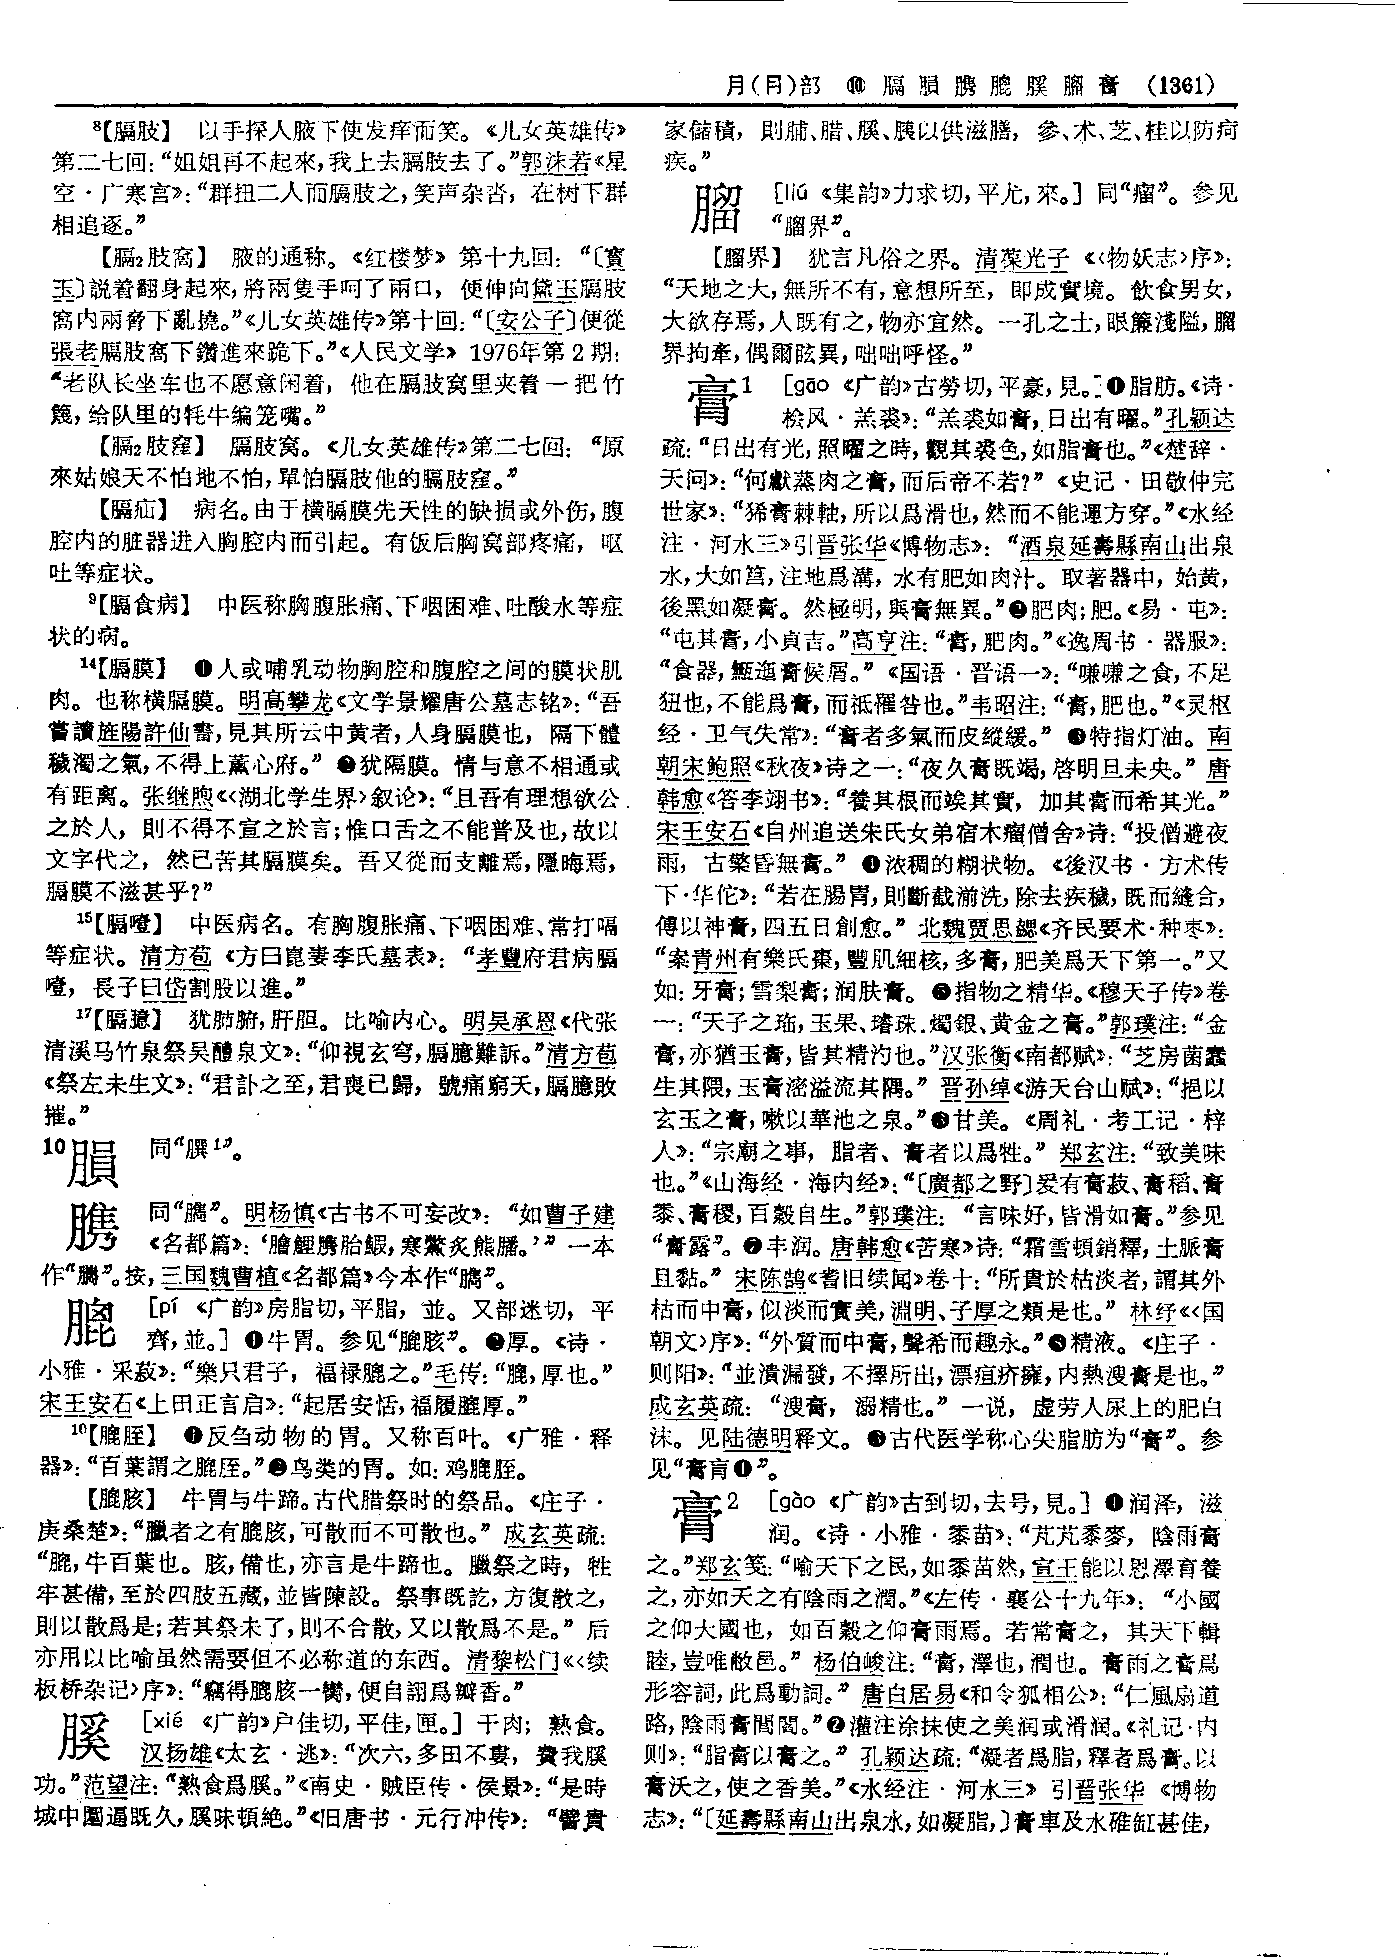 月(⺼)部 ⑩ 膈 䐣 䐀 膍 膎 䐧 膏 (1361)
⁸【膈肢】 以手探人腋下使发痒而笑。《儿女英雄传》
第二七回：“姐姐再不起來，我上去膈肢去了。”郭沫若《星
空·广寒宫》：“群扭二人而膈肢之，笑声杂沓，在树下群
相追逐。”
【膈₂肢窝】 腋的通称。《红楼梦》第十九回：“〔寳
玉〕説着翻身起來，將兩隻手呵了兩口，便伸向黛玉膈肢
窩内兩脅下亂撓。”《儿女英雄传》第十回：“〔安公子〕便從
張老膈肢窩下鑽進來跪下。”《人民文学》1976年第2期：
“老队长坐车也不愿意闲着，他在膈肢窝里夹着一把竹
篾，给队里的牦牛编笼嘴。”
【膈₂肢窪】 膈肢窝。《儿女英雄传》第二七回：“原
來姑娘天不怕地不怕，單怕膈肢他的膈肢窪。”
【膈疝】 病名。由于横膈膜先天性的缺损或外伤，腹
腔内的脏器进入胸腔内而引起。有饭后胸窝部疼痛，呕
吐等症状。
⁹【膈食病】 中医称胸腹胀痛、下咽困难、吐酸水等症
状的病。
¹⁴【膈膜】 ❶人或哺乳动物胸腔和腹腔之间的膜状肌
肉。也称横膈膜。明高攀龙《文学景耀唐公墓志铭》：“吾
嘗讀旌陽許仙書，見其所云中黄者，人身膈膜也，隔下體
穢濁之氣，不得上薰心府。”❷犹隔膜。情与意不相通或
有距离。张继煦《〈湖北学生界〉叙论》：“且吾有理想欲公
之於人，則不得不宣之於言；惟口舌之不能普及也，故以
文字代之，然已苦其膈膜矣。吾又從而支離焉，隱晦焉，
膈膜不滋甚乎？”
¹⁵【膈噎】 中医病名。有胸腹胀痛、下咽困难、常打嗝
等症状。清方苞《方曰崑妻李氏墓表》：“孝豐府君病膈
噎，長子曰岱割股以進。”
¹⁷【膈臆】 犹肺腑，肝胆。比喻内心。明吴承恩《代张
清溪马竹泉祭吴醴泉文》：“仰視玄穹，膈臆難訴。”清方苞
《祭左未生文》：“君訃之至，君喪已歸，號痛窮天，膈臆敗
摧。”
10 䐣 同“膹¹”。
同“臇”。明杨慎《古书不可妄改》：“如曹子建
《名都篇》：‘膾鯉臇胎鰕，寒鱉炙熊膰。’”一本
作“臇”。按，三国魏曹植《名都篇》今本作“臇”。
膍 [pí 《广韵》房脂切，平脂，並。又部迷切，平
齊，並。] ❶牛胃。参见“膍胲”。❷厚。《诗·
小雅·采菽》：“樂只君子，福禄膍之。”毛传：“膍，厚也。”
宋王安石《上田正言启》：“起居安恬，福履膍厚。”
¹⁰【膍胵】 ❶反刍动物的胃。又称百叶。《广雅·释
器》：“百葉謂之膍胵。”❷鸟类的胃。如：鸡膍胵。
【膍胲】 牛胃与牛蹄。古代腊祭时的祭品。《庄子·
庚桑楚》：“臘者之有膍胲，可散而不可散也。”成玄英疏：
“膍，牛百葉也。胲，備也，亦言是牛蹄也。臘祭之時，牲
牢甚備，至於四肢五藏，並皆陳設。祭事既訖，方復散之，
則以散爲是；若其祭未了，則不合散，又以散爲不是。”后
亦用以比喻虽然需要但不必称道的东西。清黎松门《〈续
板桥杂记〉序》：“竊得膍胲一臠，便自詡爲瓣香。”
膎 [xié 《广韵》户佳切，平佳，匣。] 干肉；熟食。
汉扬雄《太玄·逃》：“次六，多田不婁，費我膎
功。”范望注：“熟食爲膎。”《南史·贼臣传·侯景》：“是時
城中圍逼既久，膎味頓絶。”《旧唐书·元行冲传》：“譬貴
家儲積，則脯、腊、膎、胰以供滋膳，參、术、芝、桂以防疴
疾。”
[liú 《集韵》力求切，平尤，來。] 同“瘤”。参见
“䐧界”。
【䐧界】 犹言凡俗之界。清葆光子《〈物妖志〉序》：
“天地之大，無所不有，意想所至，即成實境。飲食男女，
大欲存焉，人既有之，物亦宜然。一孔之士，眼簾淺隘，䐧
界拘牽，偶爾眩異，咄咄呼怪。”
膏1 [gāo 《广韵》古勞切，平豪，見。] ❶脂肪。《诗·
桧风·羔裘》：“羔裘如膏，日出有曜。”孔颖达
疏：“日出有光，照曜之時，觀其裘色，如脂膏也。”《楚辞·
天问》：“何獻蒸肉之膏，而后帝不若？”《史记·田敬仲完
世家》：“狶膏棘軸，所以爲滑也，然而不能運方穿。”《水经
注·河水三》引晋张华《博物志》：“酒泉延壽縣南山出泉
水，大如筥，注地爲溝，水有肥如肉汁。取著器中，始黄，
後黑如凝膏。然極明，與膏無異。”❷肥肉；肥。《易·屯》：
“屯其膏，小貞吉。”高亨注：“膏，肥肉。”《逸周书·器服》：
“食器，甒迤膏侯屑。”《国语·晋语一》：“嗛嗛之食，不足
狃也，不能爲膏，而祗罹咎也。”韦昭注：“膏，肥也。”《灵枢
经·卫气失常》：“膏者多氣而皮縱緩。”❸特指灯油。南
朝宋鲍照《秋夜》诗之一：“夜久膏既竭，啓明旦未央。”唐
韩愈《答李翊书》：“養其根而竢其實，加其膏而希其光。”
宋王安石《自州追送朱氏女弟宿木瘤僧舍》诗：“投僧避夜
雨，古檠昏無膏。”❹浓稠的糊状物。《後汉书·方术传
下·华佗》：“若在腸胃，則斷截湔洗，除去疾穢，既而縫合，
傅以神膏，四五日創愈。”北魏贾思勰《齐民要术·种枣》：
“案青州有樂氏棗，豐肌細核，多膏，肥美爲天下第一。”又
如：牙膏；雪梨膏；润肤膏。❺指物之精华。《穆天子传》卷
一：“天子之珤，玉果、璿珠、燭銀、黄金之膏。”郭璞注：“金
膏，亦猶玉膏，皆其精汋也。”汉张衡《南都赋》：“芝房菌蠢
生其隈，玉膏滵溢流其隅。”晋孙绰《游天台山赋》：“挹以
玄玉之膏，嗽以華池之泉。”❻甘美。《周礼·考工记·梓
人》：“宗廟之事，脂者、膏者以爲牲。”郑玄注：“致美味
也。”《山海经·海内经》：“〔廣都之野〕爰有膏菽、膏稻、膏
黍、膏稷，百穀自生。”郭璞注：“言味好，皆滑如膏。”参见
“膏露”。❼丰润。唐韩愈《苦寒》诗：“霜雪頓銷釋，土脈膏
且黏。”宋陈鹄《耆旧续闻》卷十：“所貴於枯淡者，謂其外
枯而中膏，似淡而實美，淵明、子厚之類是也。”林纾《〈国
朝文〉序》：“外質而中膏，聲希而趣永。”❽精液。《庄子·
则阳》：“並潰漏發，不擇所出，漂疽疥癕，内熱溲膏是也。”
成玄英疏：“溲膏，溺精也。”一说，虚劳人尿上的肥白
沫。见陆德明释文。❾古代医学称心尖脂肪为“膏”。参
见“膏肓❶”。
膏2 [gào 《广韵》古到切，去号，見。] ❶润泽，滋
润。《诗·小雅·黍苗》：“芃芃黍麥，陰雨膏
之。”郑玄笺：“喻天下之民，如黍苗然，宣王能以恩澤育養
之，亦如天之有陰雨之潤。”《左传·襄公十九年》：“小國
之仰大國也，如百穀之仰膏雨焉。若常膏之，其天下輯
睦，豈唯敝邑。”杨伯峻注：“膏，澤也，潤也。膏雨之膏爲
形容詞，此爲動詞。”唐白居易《和令狐相公》：“仁風扇道
路，陰雨膏閭閻。”❷灌注涂抹使之美润或滑润。《礼记·内
则》：“脂膏以膏之。”孔颖达疏：“凝者爲脂，釋者爲膏。以
膏沃之，使之香美。”《水经注·河水三》引晋张华《博物
志》：“〔延壽縣南山出泉水，如凝脂，〕膏車及水碓缸甚佳，